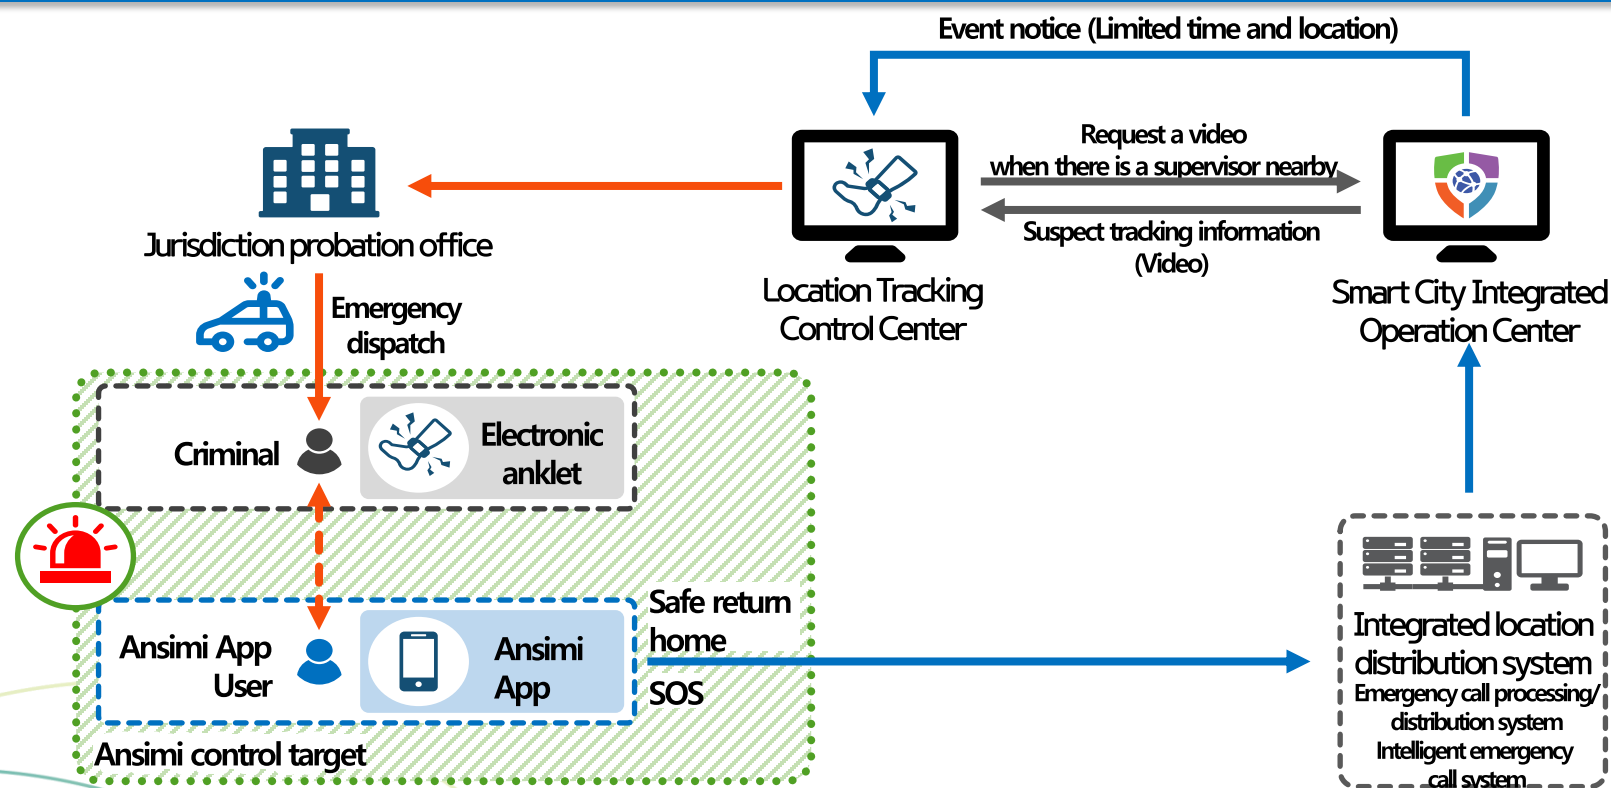 Event notice (Limited time and location)
Request a video
when there is a supervisor nearby
Suspect tracking information
(Video)
Jurisdiction probation office
Location Tracking
Control Center
Smart City Integrated
Operation Center
Emergency
dispatch
Criminal
Electronic
anklet
Safe return
home
SOS
Ansimi App
User
Ansimi
App
Ansimi control target
Integrated location
distribution system
Emergency call processing/
distribution system
Intelligent emergency
call system